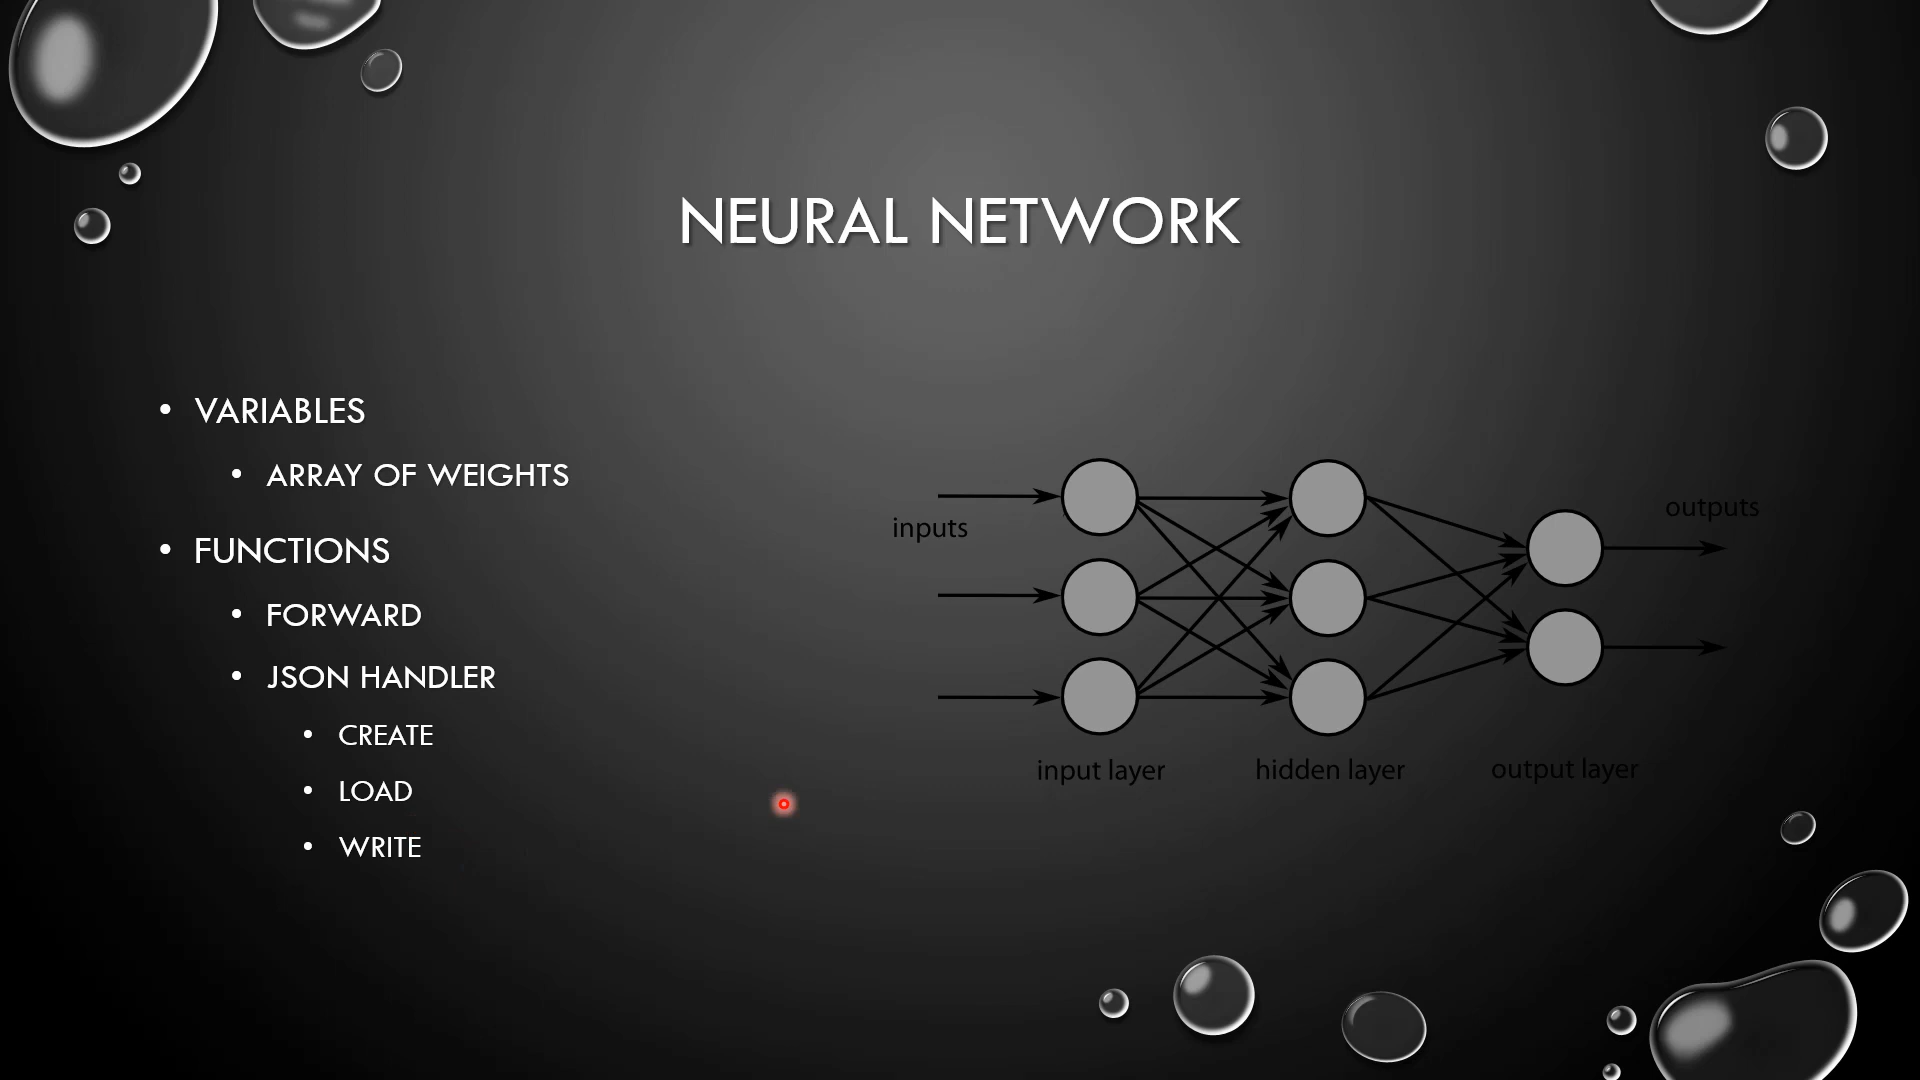 NEURAL NETWORK
• VARIABLES
• ARRAY OF WEIGHTS
• FUNCTIONS
• FORWARD
• JSON HANDLER
• CREATE
• LOAD
• WRITE
inputs
outputs
input layer
hidden layer
output layer